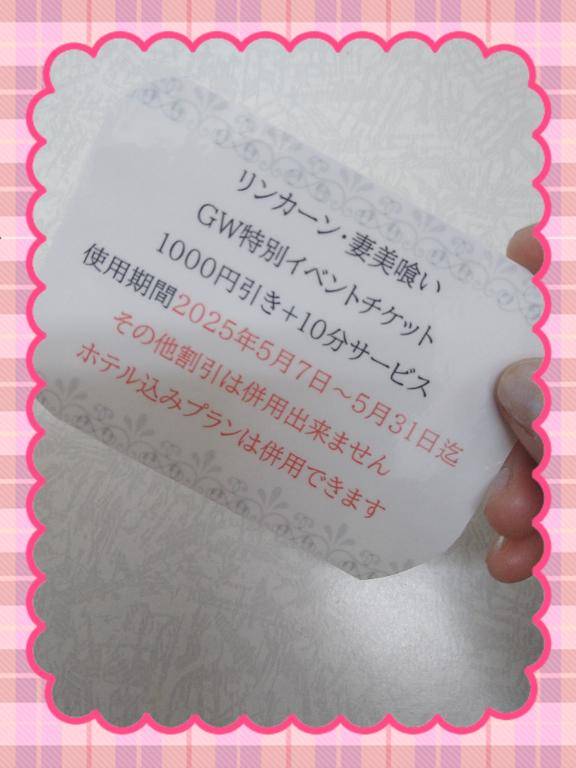 リンカーン・妻美喰い
GW特別イベントチケット
1000円引き+10分サービス
使用期間2025年5月7日～5月31日迄
その他割引は併用出来ません
ホテル込みプランは併用できます